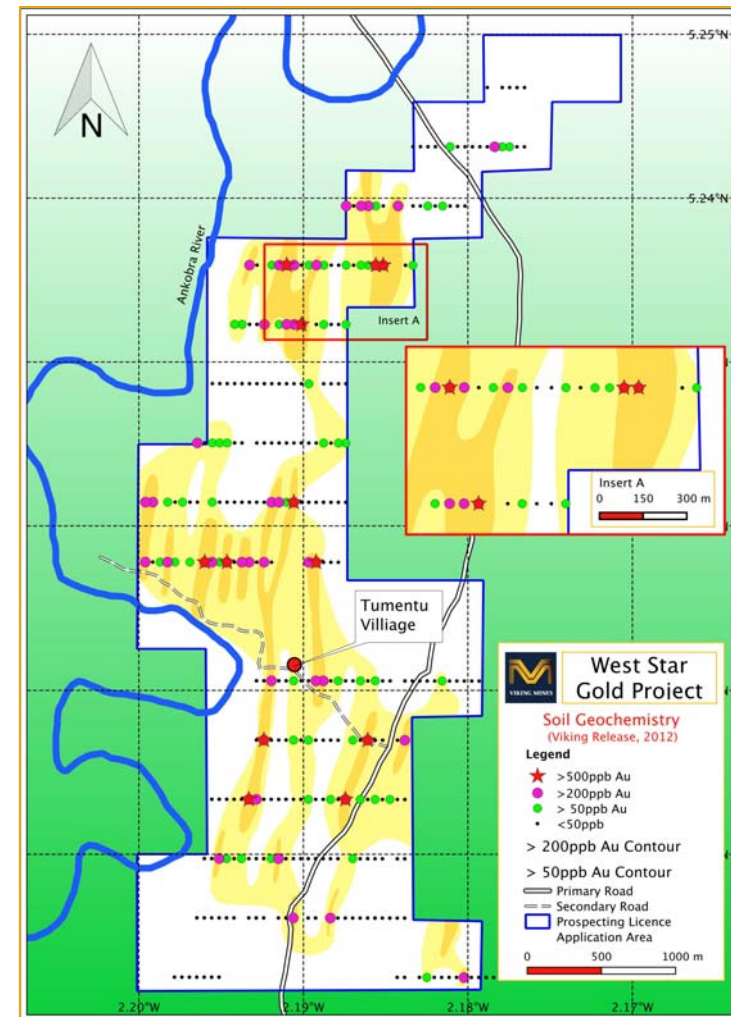 5.25°N
N
5.24°N
Ankobra River
Insert A
Insert A
0 150 300 m
Tumentu
Villiage
VIKING MINES
West Star
Gold Project
Soil Geochemistry
(Viking Release, 2012)
Legend
>500ppb Au
>200ppb Au
> 50ppb Au
<50ppb
> 200ppb Au Contour
> 50ppb Au Contour
Primary Road
Secondary Road
Prospecting Licence
Application Area
0 500 1000 m
2.20°W 2.19°W 2.18°W 2.17°W